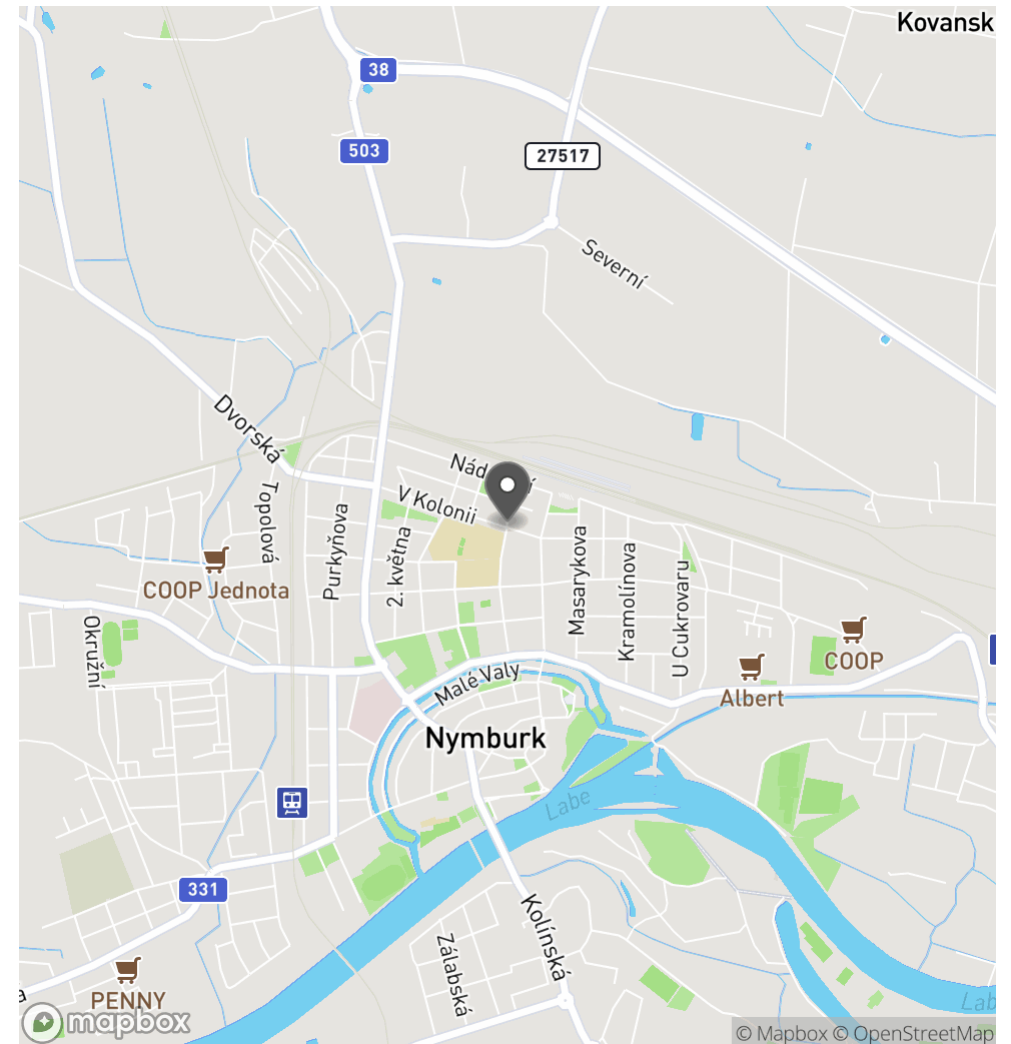 Kovansk
38
503
27517
Severní
Dvorská
V Kolonii
Topolová
Purkyňova
2. května
Masarykova
Kramolínova
U Cukrovaru
COOP Jednota
Okružní
COOP
Albert
Malé Valy
Nymburk
Labe
331
Kolínská
Zálabská
PENNY
mapbox
© Mapbox © OpenStreetMap